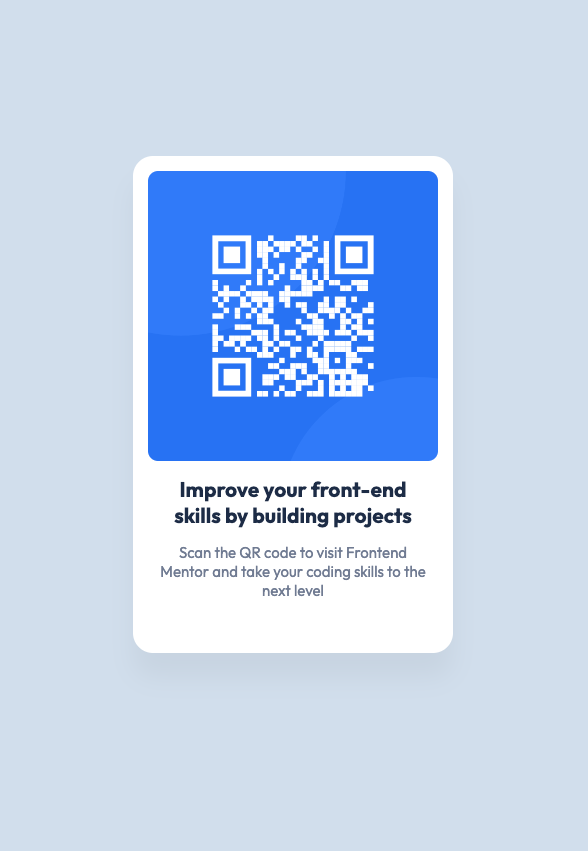 Improve your front-end
skills by building projects
Scan the QR code to visit Frontend
Mentor and take your coding skills to the
next level